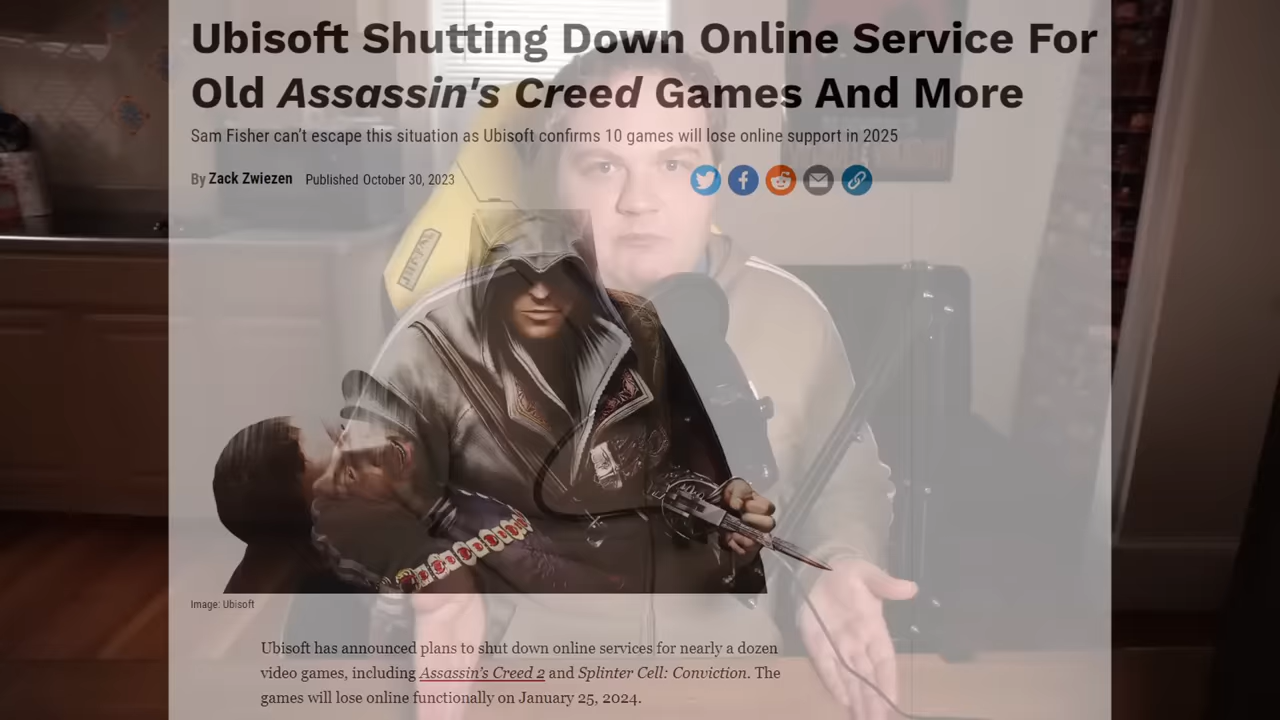 Ubisoft Shutting Down Online Service For
Old Assassin's Creed Games And More
Sam Fisher can't escape this situation as Ubisoft confirms 10 games will lose online support in 2025
By Zack Zwiezen Published October 30, 2023
Image: Ubisoft
Ubisoft has announced plans to shut down online services for nearly a dozen
video games, including Assassin's Creed 2 and Splinter Cell: Conviction. The
games will lose online functionally on January 25, 2024.